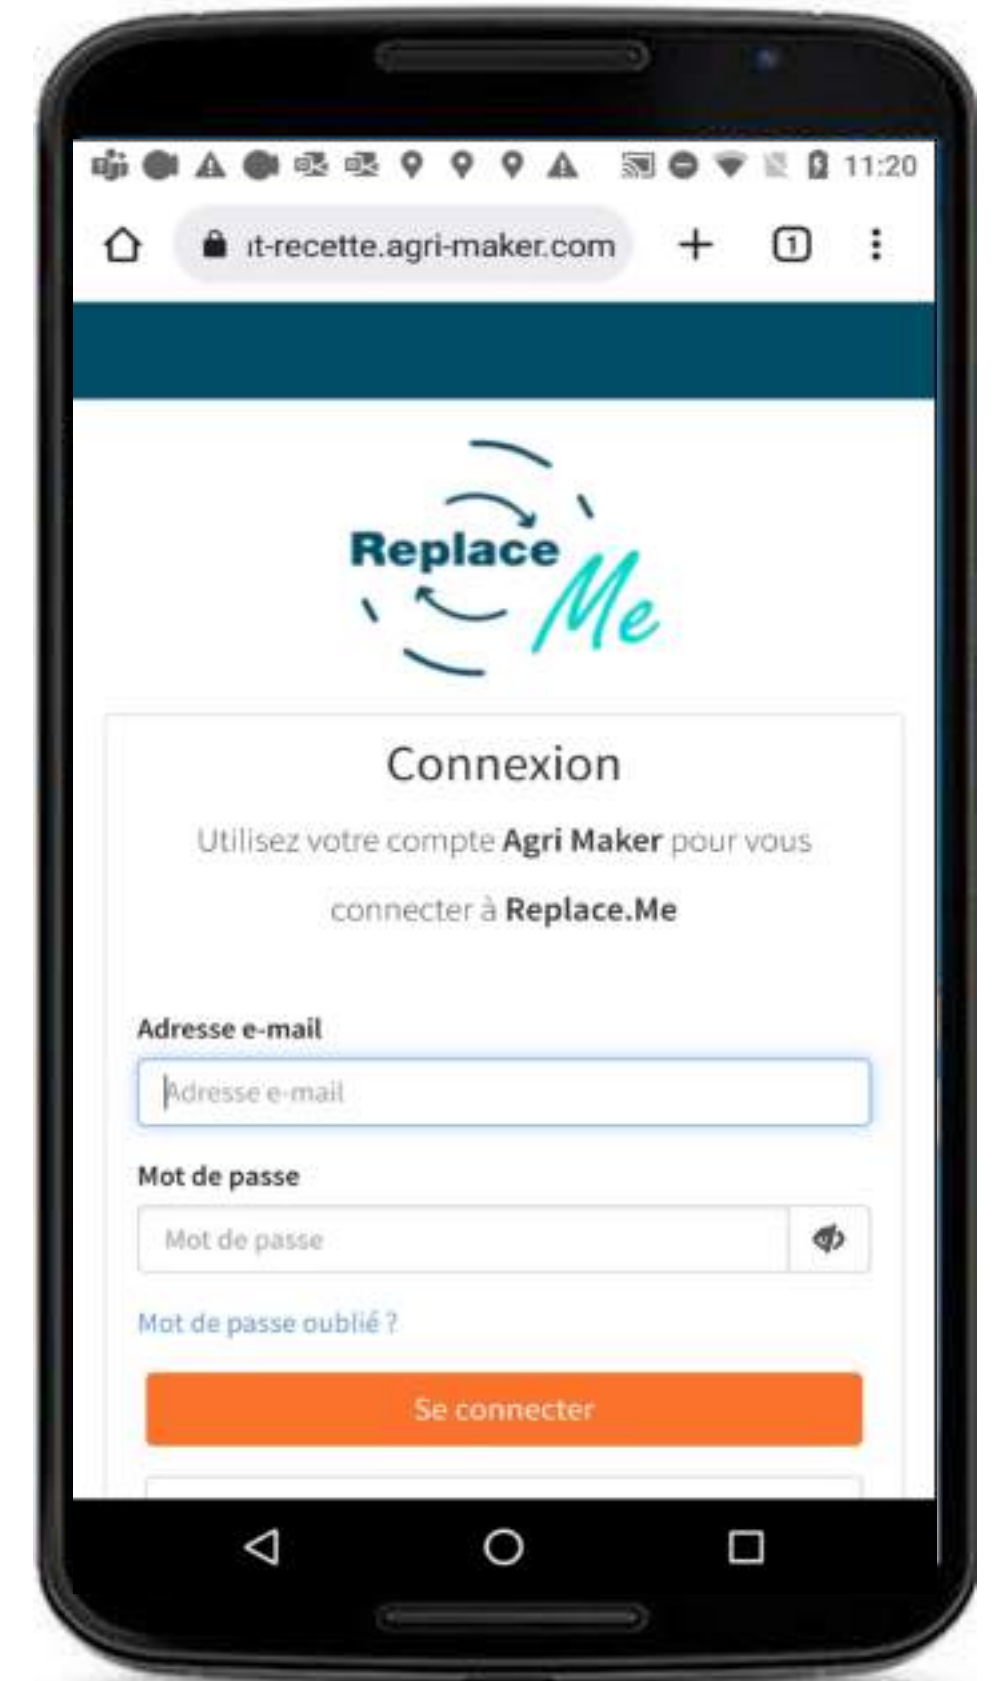 11:20
ıt-recette.agri-maker.com
1
Replace
Me
Connexion
Utilisez votre compte Agri Maker pour vous
connecter à Replace.Me
Adresse e-mail
Adresse e-mail
Mot de passe
Mot de passe
Mot de passe oublié ?
Se connecter